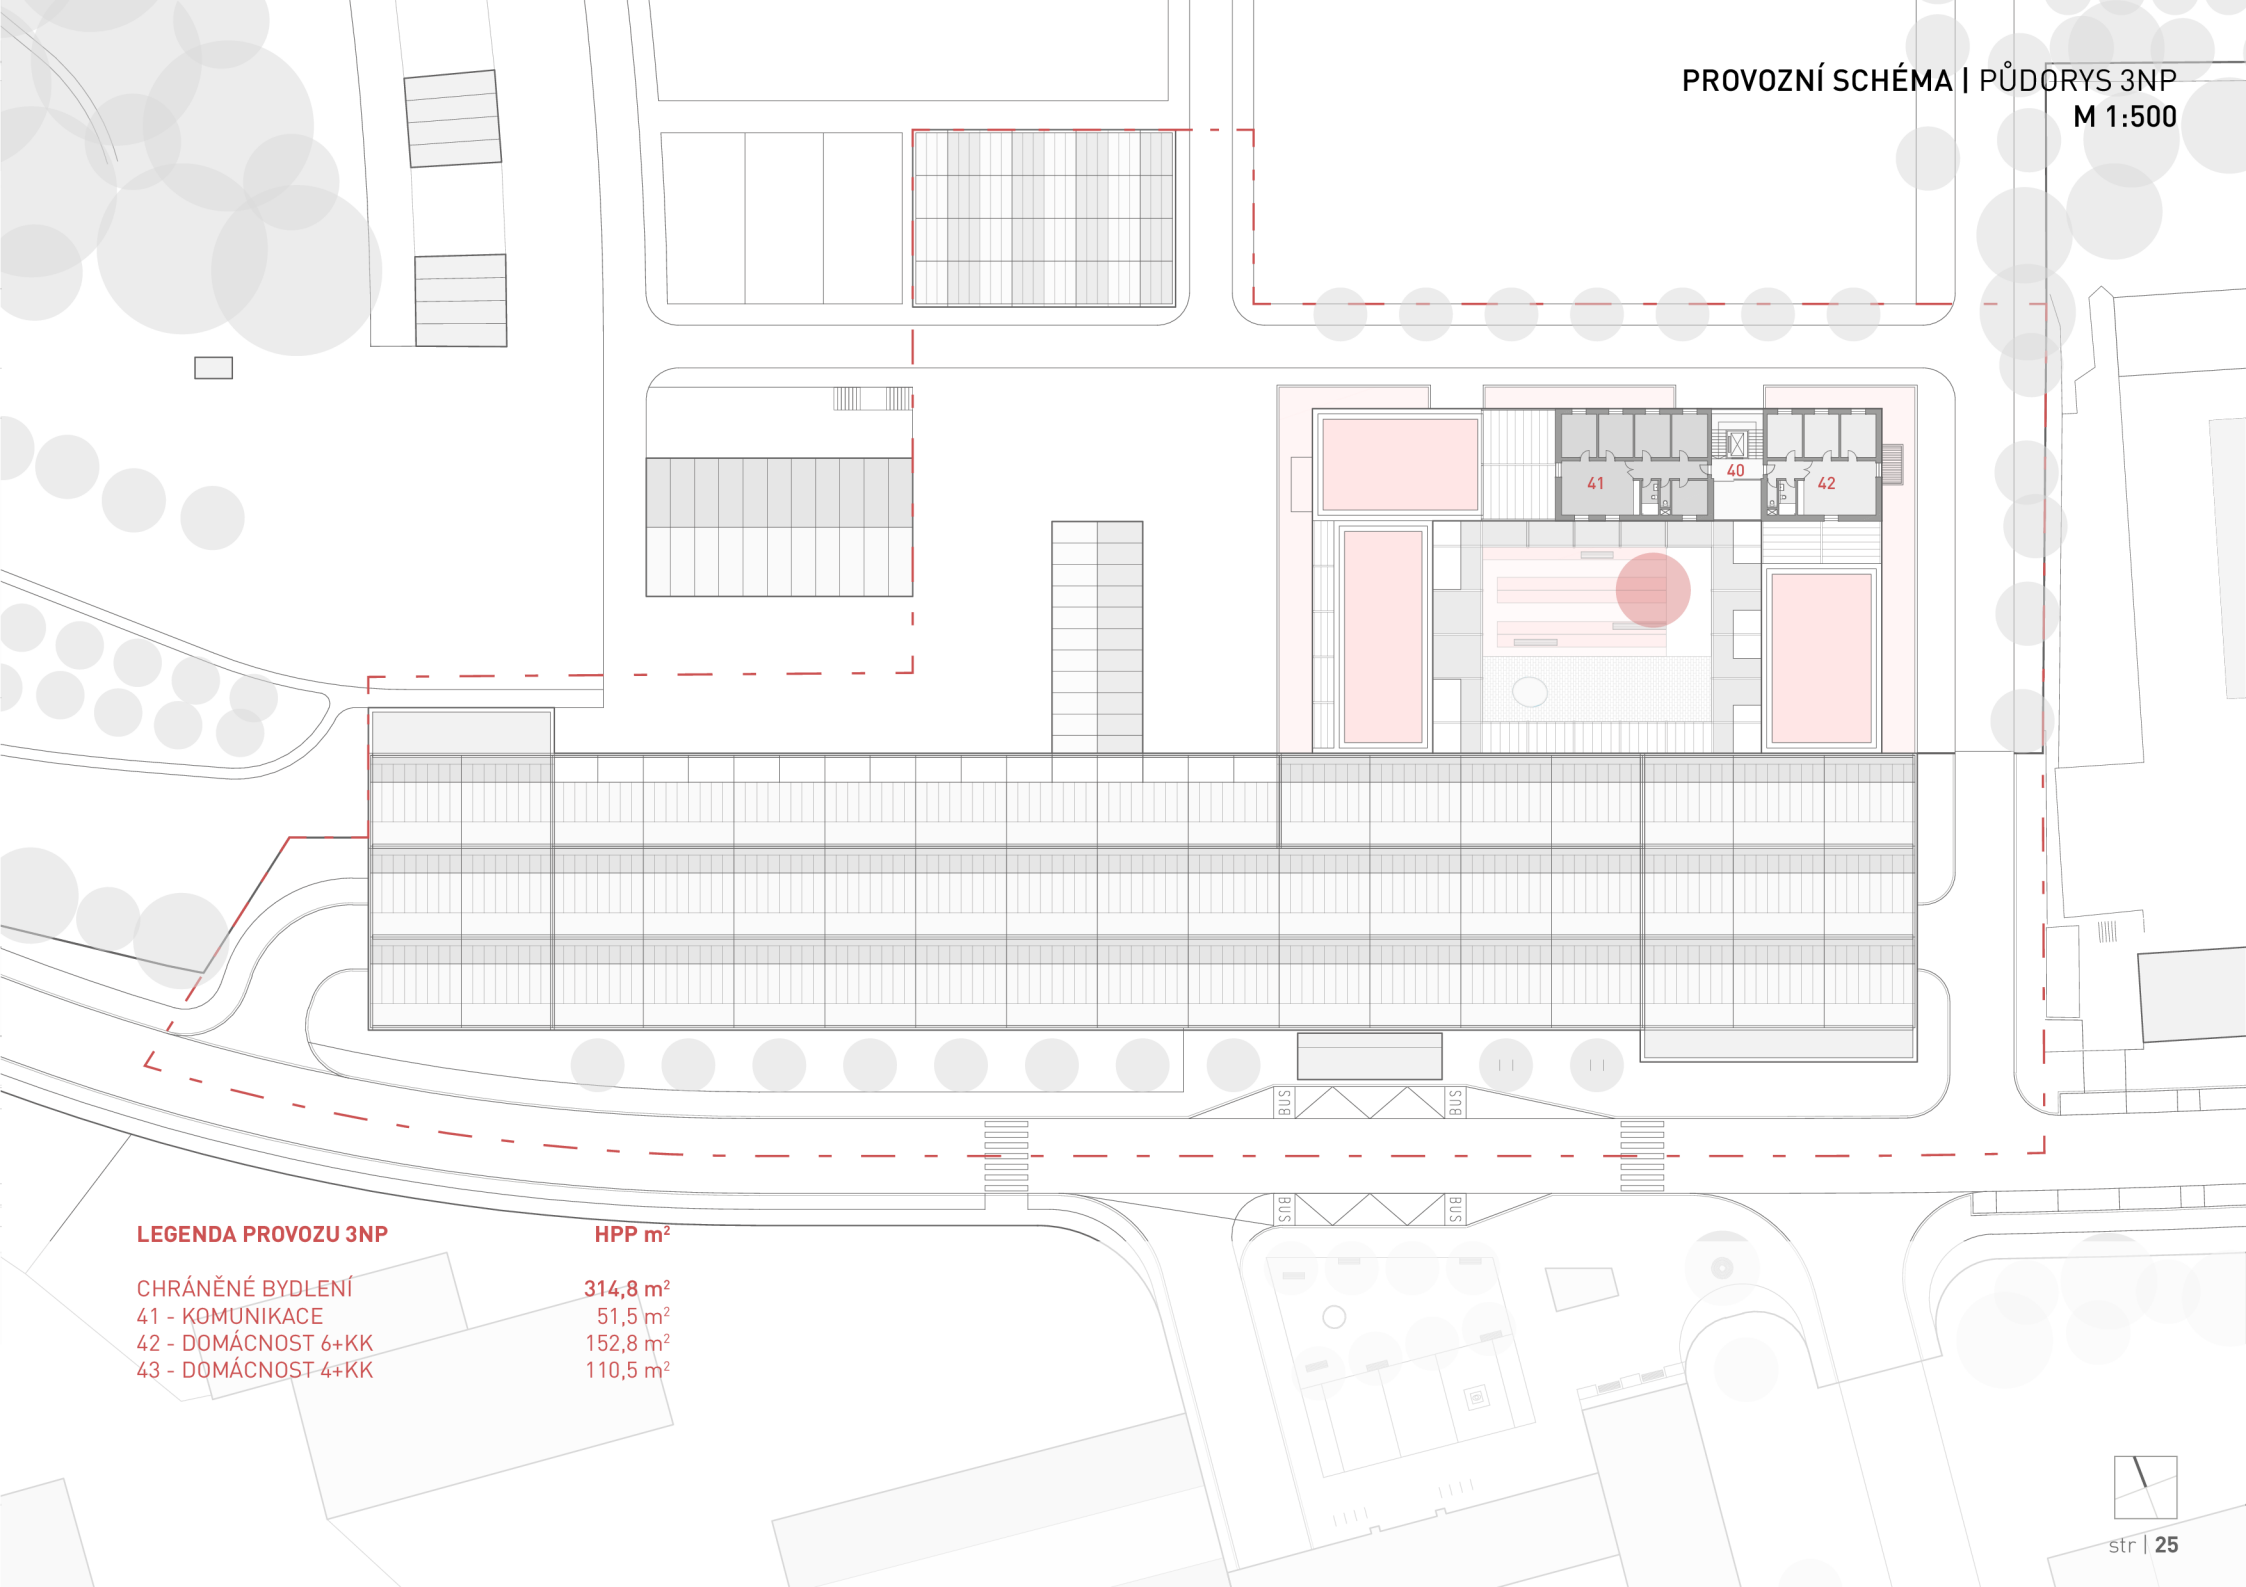 PROVOZNÍ SCHÉMA | PŮDORYS 3NP
M 1:500
41
40
42
BUS
BUS
BUS
BUS
LEGENDA PROVOZU 3NP HPP m²
CHRÁNĚNÉ BYDLENÍ 314,8 m²
41 - KOMUNIKACE 51,5 m²
42 - DOMÁCNOST 6+KK 152,8 m²
43 - DOMÁCNOST 4+KK 110,5 m²
str | 25